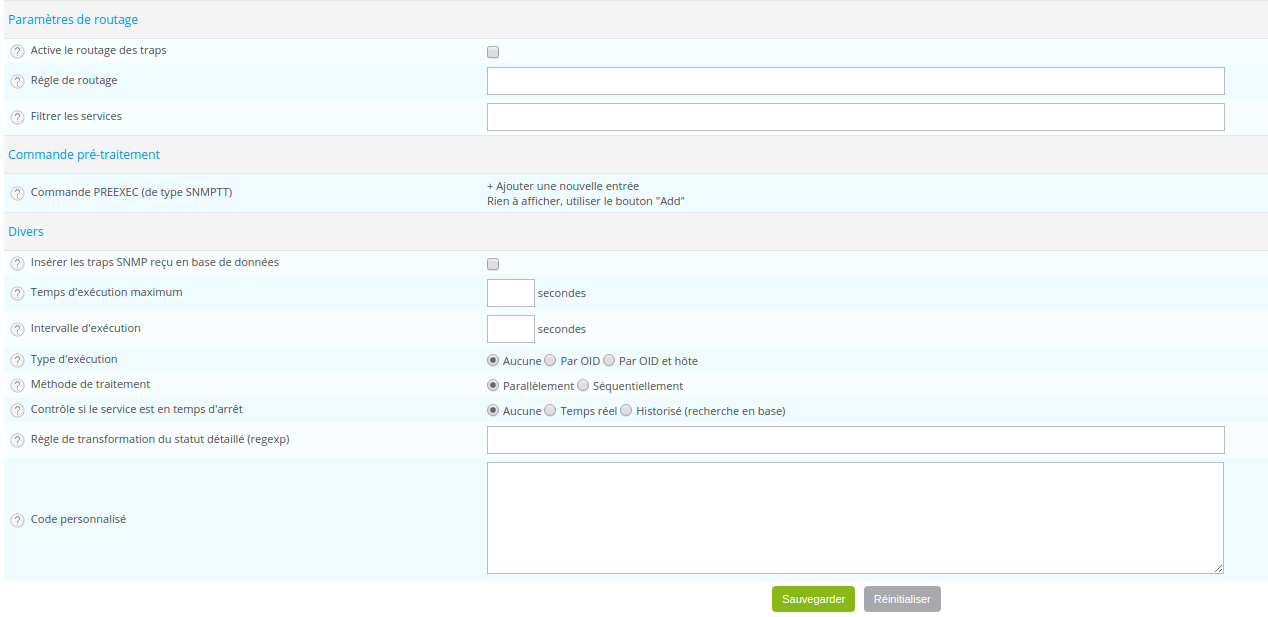 Paramètres de routage
? Active le routage des traps
? Régle de routage
? Filtrer les services
Commande pré-traitement
? Commande PREEXEC (de type SNMPTT)
+ Ajouter une nouvelle entrée
Rien à afficher, utiliser le bouton "Add"
Divers
? Insérer les traps SNMP reçu en base de données
? Temps d'exécution maximum secondes
? Intervalle d'exécution secondes
? Type d'exécution Aucune Par OID Par OID et hôte
? Méthode de traitement Parallèlement Séquentiellement
? Contrôle si le service est en temps d'arrêt Aucune Temps réel Historisé (recherche en base)
? Règle de transformation du statut détaillé (regexp)
? Code personnalisé
Sauvegarder Réinitialiser